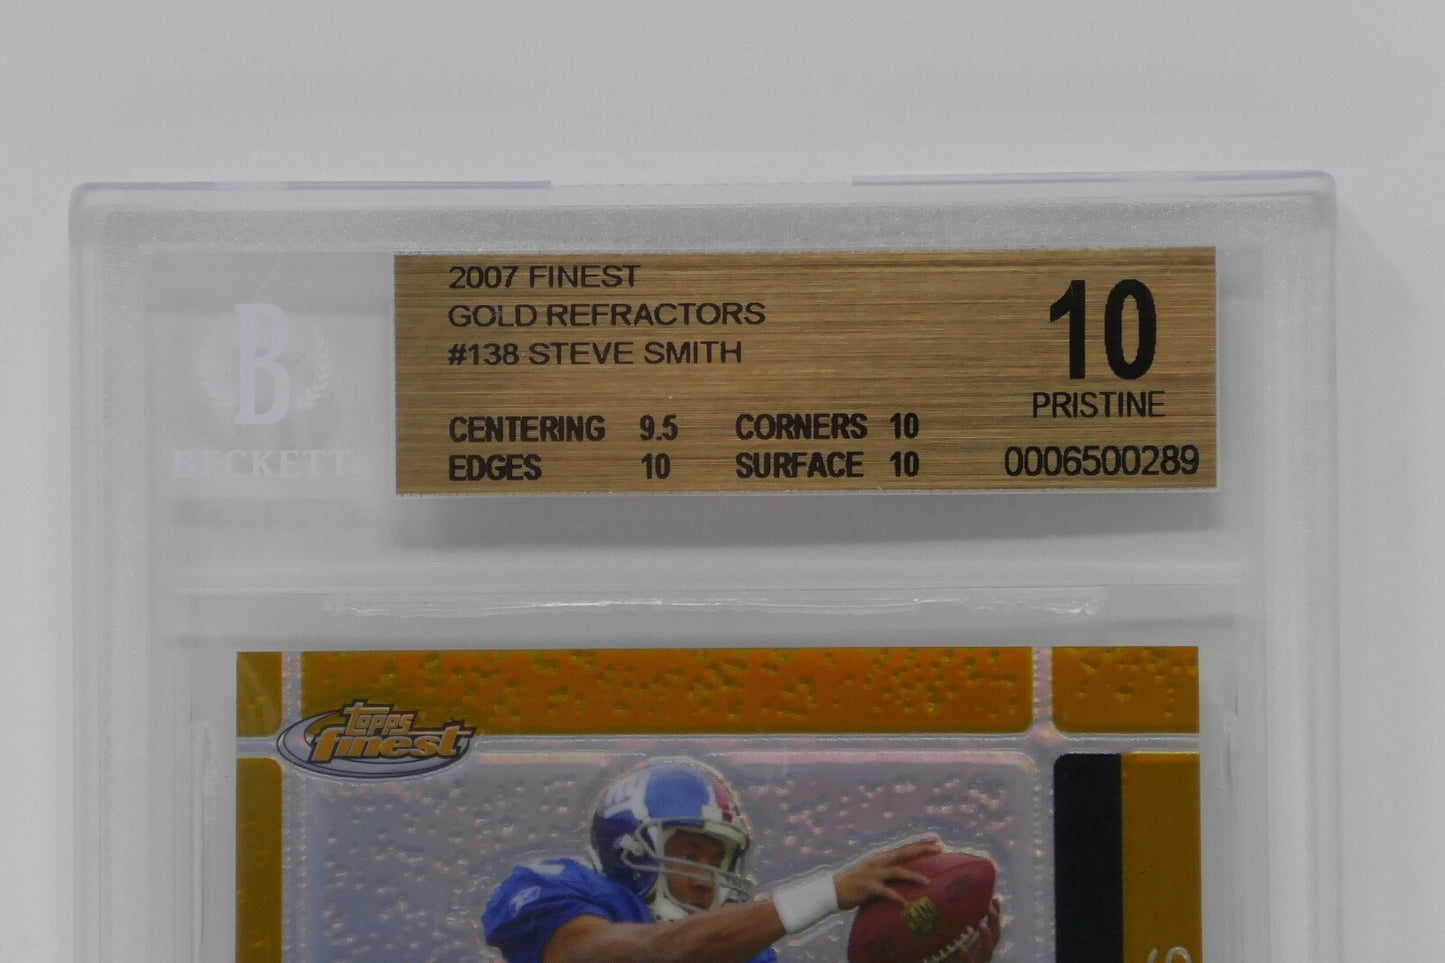 2007 FINEST
GOLD REFRACTORS
#138 STEVE SMITH
10
PRISTINE
CENTERING 9.5 CORNERS 10
EDGES 10 SURFACE 10
0006500289
B
BECKETT
Topps
finest
ny
S